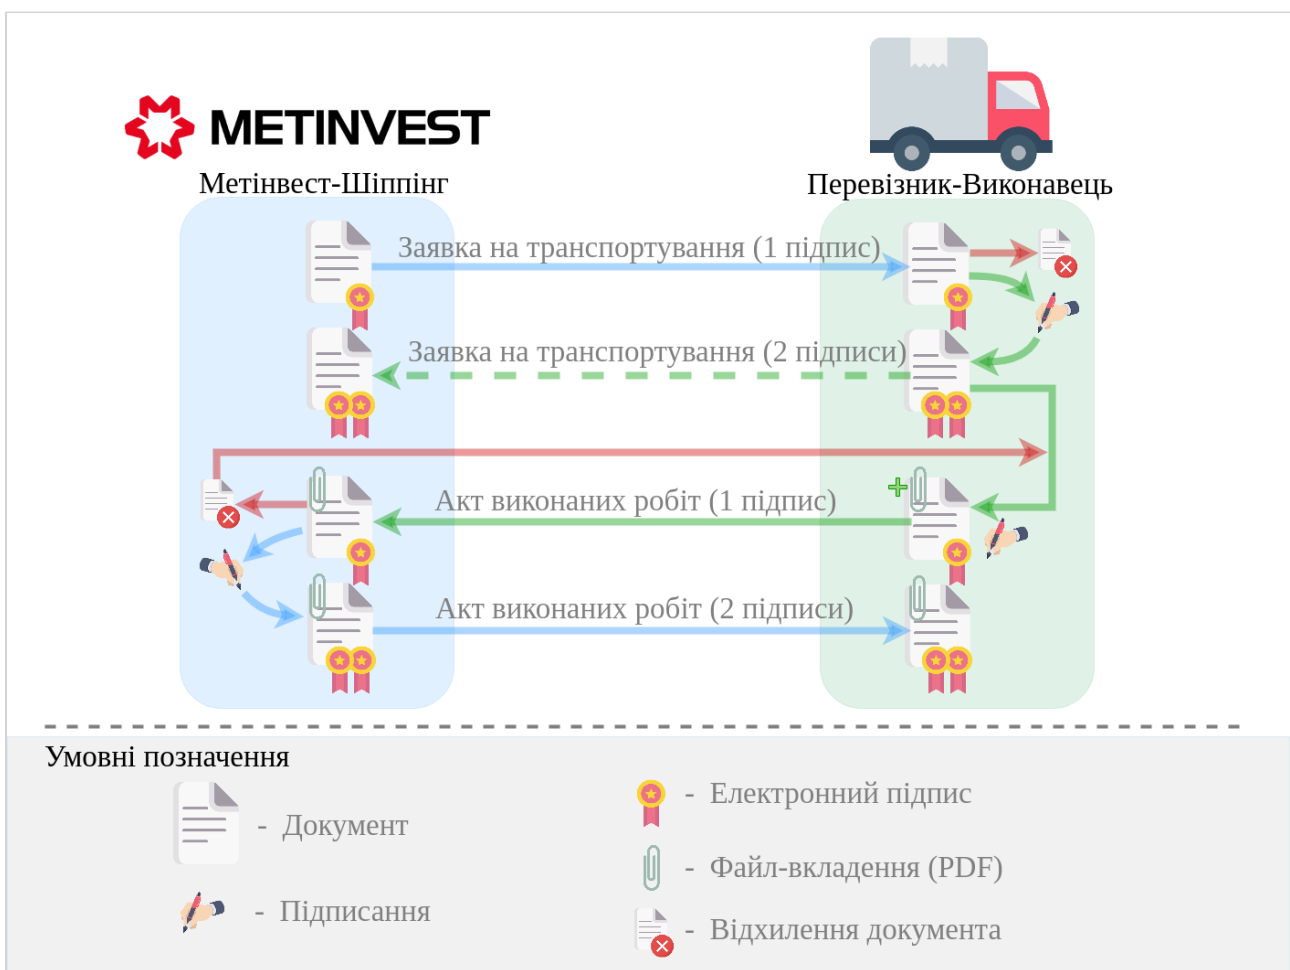 METINVEST
Метінвест-Шіппінг
Перевізник-Виконавець
Заявка на транспортування (1 підпис)
Заявка на транспортування (2 підписи)
Акт виконаних робіт (1 підпис)
Акт виконаних робіт (2 підписи)
Умовні позначення
- Документ
- Підписання
- Електронний підпис
- Файл-вкладення (PDF)
- Відхилення документа